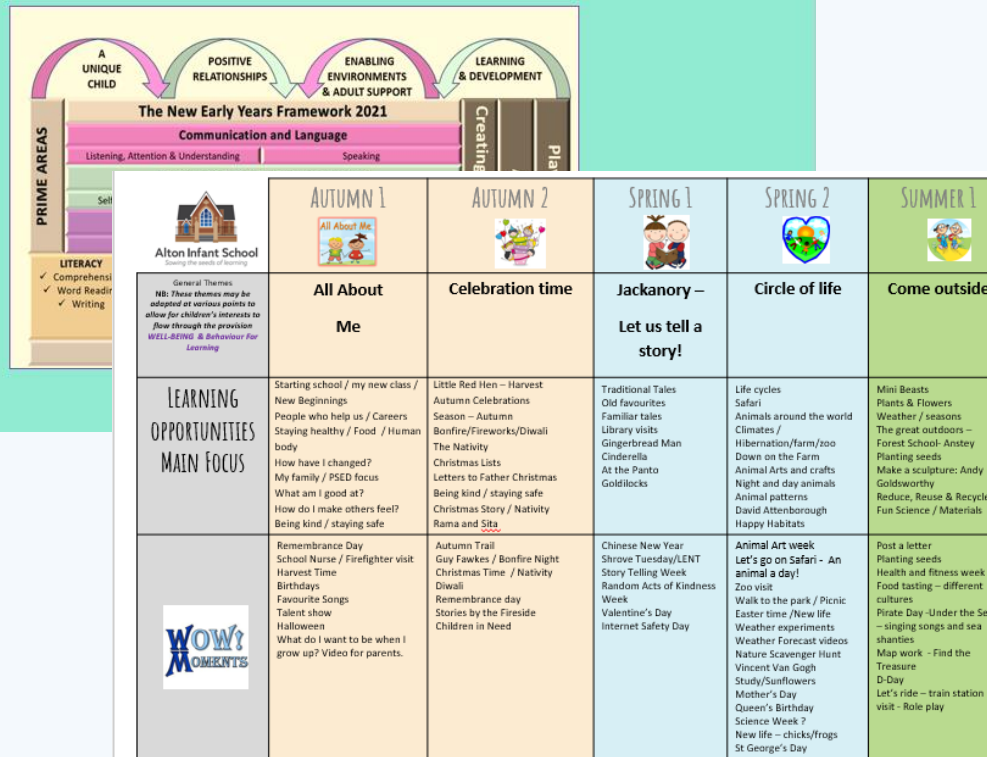 A
UNIQUE
CHILD
POSITIVE
RELATIONSHIPS
ENABLING
ENVIRONMENTS
& ADULT SUPPORT
LEARNING
& DEVELOPMENT
The New Early Years Framework 2021
Communication and Language
Listening, Attention & Understanding
Speaking
PRIME AREAS
Creating
LITERACY
Word
Writing
Alton Infant School
Sowing the seeds of learning
AUTUMN 1
All About Me
AUTUMN 2
SPRING 1
SPRING 2
SUMMER 1
General Themes
NB: These themes may be
adapted at various points to
allow for children's interests to
flow through the provision
WELL-BEING & Behaviour For
Learning
All About
Me
Celebration time
Jackanory –
Let us tell a
story!
Circle of life
Come outside
LEARNING
OPPORTUNITIES
MAIN FOCUS
Starting school / my new class /
New Beginnings
People who help us / Careers
Staying healthy / Food / Human
body
How have I changed?
My family / PSED focus
What am I good at?
How do I make others feel?
Being kind / staying safe
Little Red Hen – Harvest
Autumn Celebrations
Season – Autumn
Bonfire/Fireworks/Diwali
The Nativity
Christmas Lists
Letters to Father Christmas
Being kind / staying safe
Christmas Story / Nativity
Rama and Sita
Traditional Tales
Old favourites
Familiar tales
Library visits
Gingerbread Man
Cinderella
At the Panto
Goldilocks
Life cycles
Safari
Animals around the world
Climates /
Hibernation/farm/zoo
Down on the Farm
Animal Arts and crafts
Night and day animals
Animal patterns
David Attenborough
Happy Habitats
Mini Beasts
Plants & Flowers
Weather / seasons
The great outdoors –
Forest School- Anstey
Planting seeds
Make a sculpture: Andy
Goldsworthy
Reduce, Reuse & Recycle
Fun Science / Materials
WOW!
MOMENTS
Remembrance Day
School Nurse / Firefighter visit
Harvest Time
Birthdays
Favourite Songs
Talent show
Halloween
What do I want to be when I
grow up? Video for parents.
Autumn Trail
Guy Fawkes / Bonfire Night
Christmas Time / Nativity
Diwali
Remembrance day
Stories by the Fireside
Children in Need
Chinese New Year
Shrove Tuesday/LENT
Story Telling Week
Random Acts of Kindness
Week
Valentine's Day
Internet Safety Day
Animal Art week
Let's go on Safari - An
animal a day!
Zoo visit
Walk to the park / Picnic
Easter time /New life
Weather experiments
Weather Forecast videos
Nature Scavenger Hunt
Vincent Van Gogh
Study/Sunflowers
Mother's Day
Queen's Birthday
Science Week ?
New life – chicks/frogs
St George's Day
Post a letter
Planting seeds
Health and fitness week
Food tasting – different
cultures
Pirate Day -Under the
– singing songs and sea
shanties
Map work - Find the
Treasure
D-Day
Let's ride – train station
visit - Role play